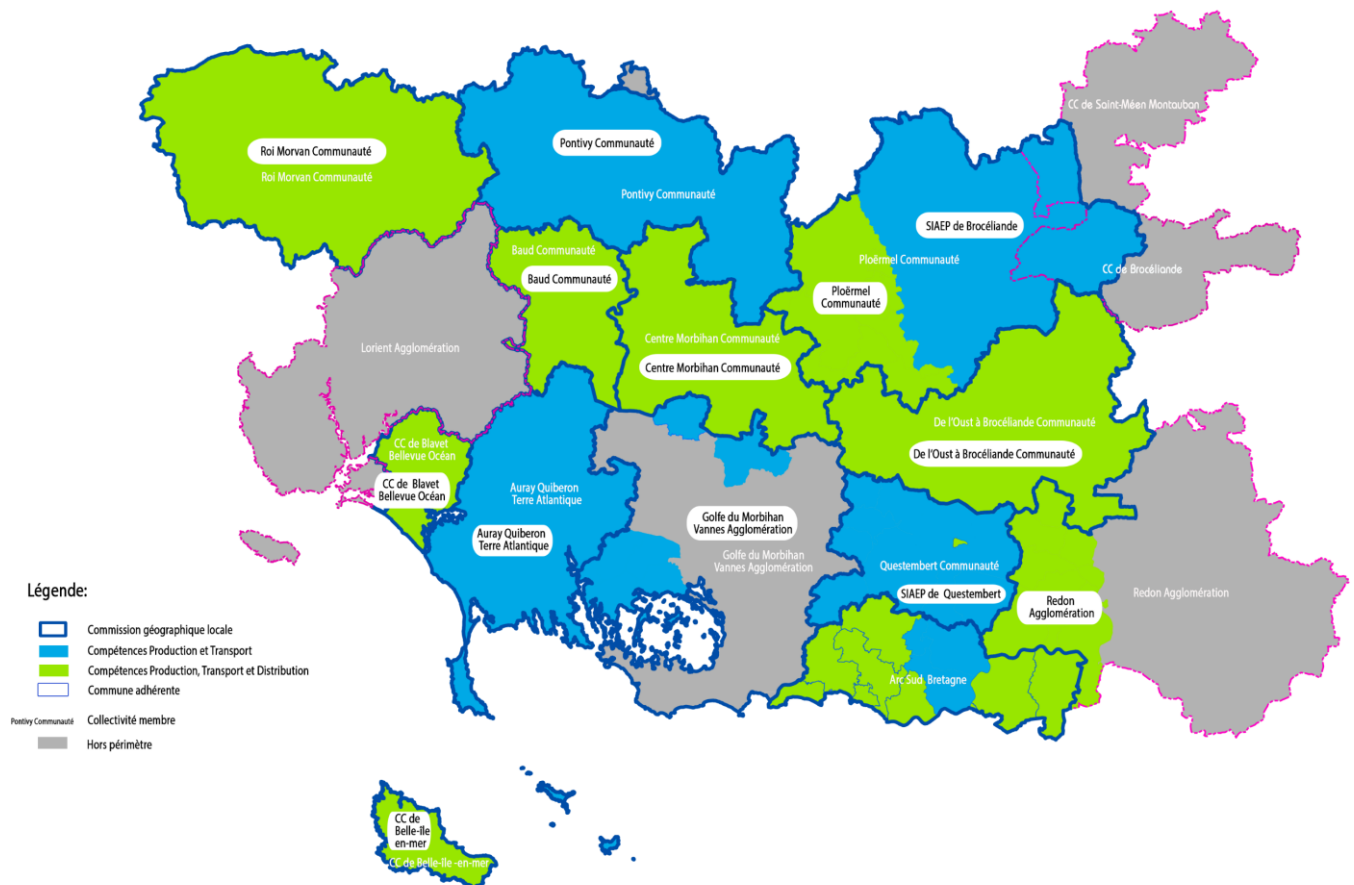 CC de Saint-Méen Montauban
Roi Morvan Communauté
Roi Morvan Communauté
Pontivy Communauté
Pontivy Communauté
SIAEP de Brocéliande
Ploërmel Communauté
CC de Brocéliande
Baud Communauté
Baud Communauté
Ploërmel
Communauté
Lorient Agglomération
Centre Morbihan Communauté
Centre Morbihan Communauté
De l'Oust à Brocéliande Communauté
De l'Oust à Brocéliande Communauté
CC de Blavet
Bellevue Océan
CC de Blavet
Bellevue Océan
Auray Quiberon
Terre Atlantique
Auray Quiberon
Terre Atlantique
Golfe du Morbihan
Vannes Agglomération
Golfe du Morbihan
Vannes Agglomération
Questembert Communauté
SIAEP de Questembert
Redon
Agglomération
Redon Agglomération
Arc Sud Bretagne
Légende:
Commission géographique locale
Compétences Production et Transport
Compétences Production, Transport et Distribution
Commune adhérente
Pontivy Communauté Collectivité membre
Hors périmètre
CC de
Belle-île
en-mer
CC de Belle-Ile -en-mer